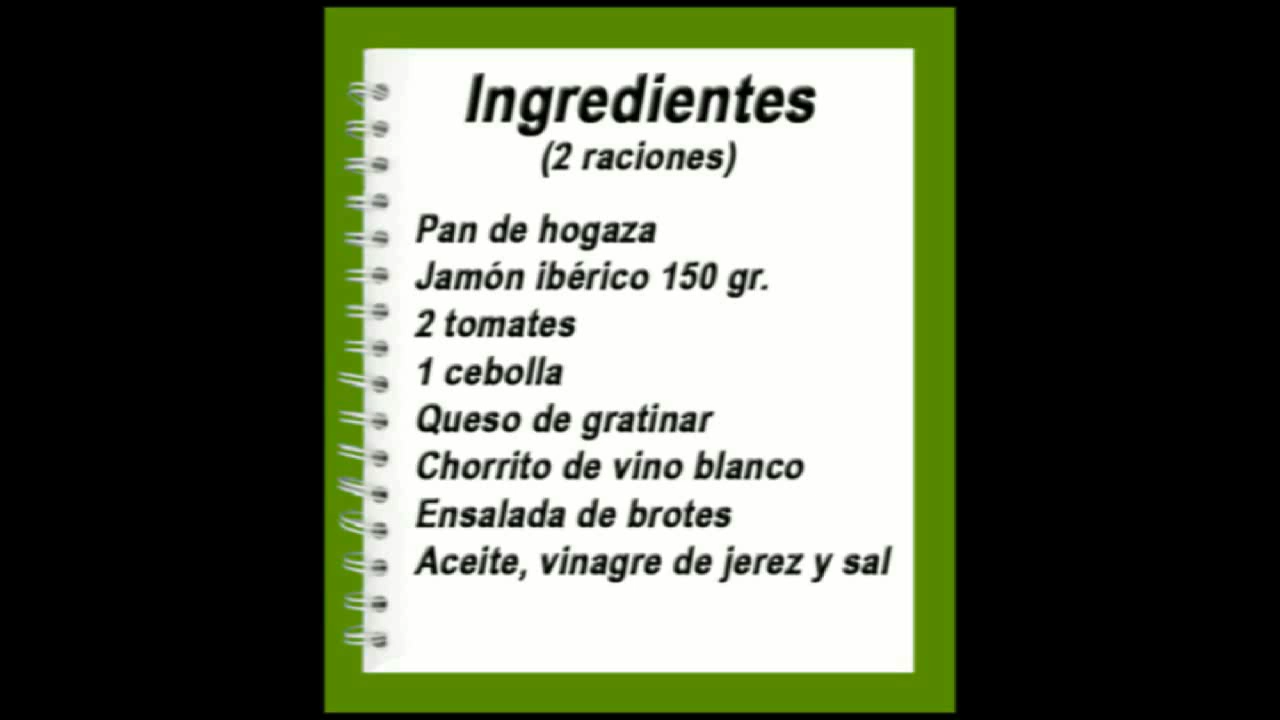 Ingredientes
(2 raciones)
Pan de hogaza
Jamón ibérico 150 gr.
2 tomates
1 cebolla
Queso de gratinar
Chorrito de vino blanco
Ensalada de brotes
Aceite, vinagre de jerez y sal